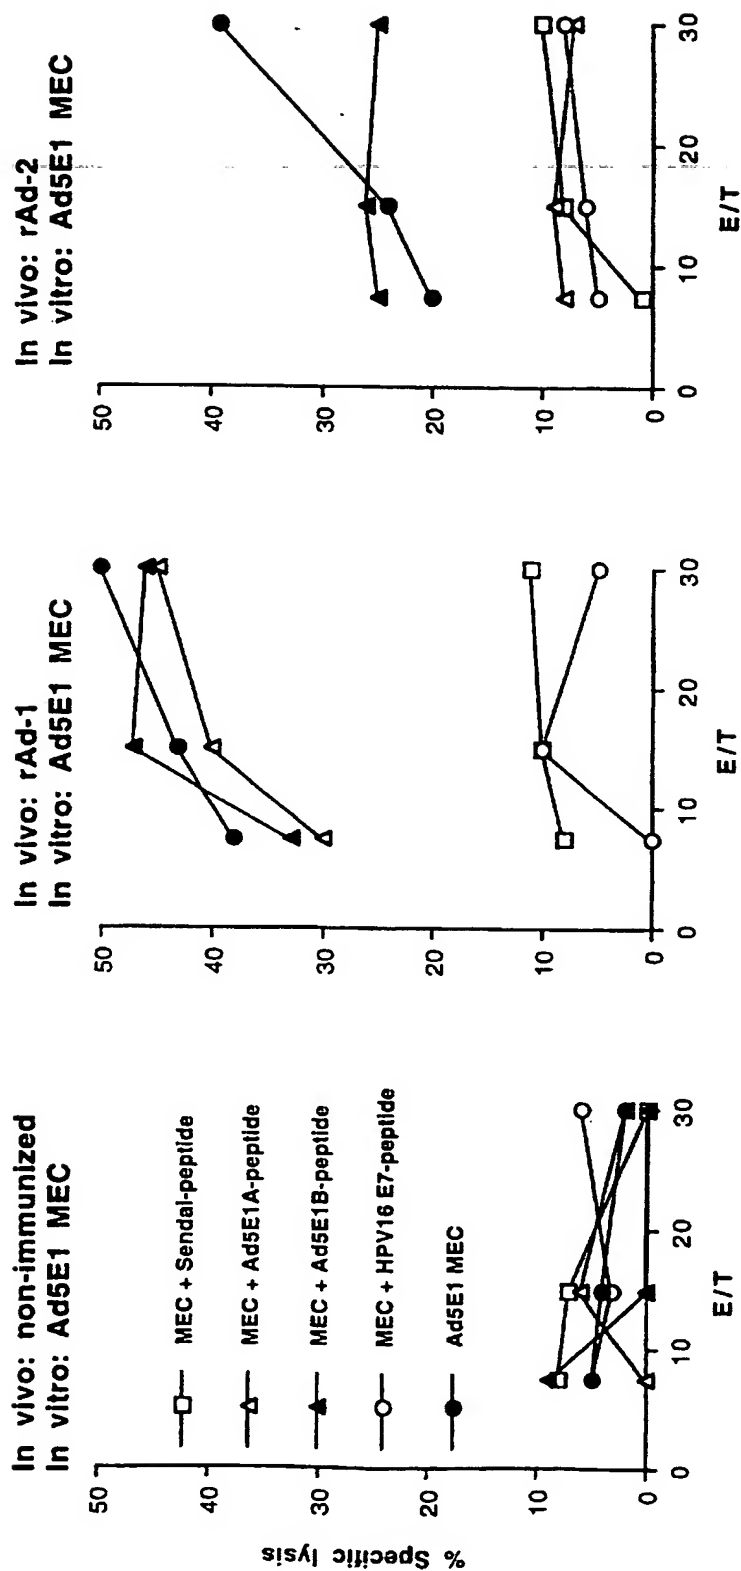 In vivo: non-immunized
In vitro: Ad5E1 MEC
% Specific lysis
50
40
30
20
10
0
0
10
20
30
E/T
MEC + Sendai-peptide
MEC + Ad5E1A-peptide
MEC + Ad5E1B-peptide
MEC + HPV16 E7-peptide
Ad5E1 MEC
In vivo: rAd-1
In vitro: Ad5E1 MEC
50
40
30
20
10
0
0
10
20
30
E/T
In vivo: rAd-2
In vitro: Ad5E1 MEC
50
40
30
20
10
0
0
10
20
30
E/T